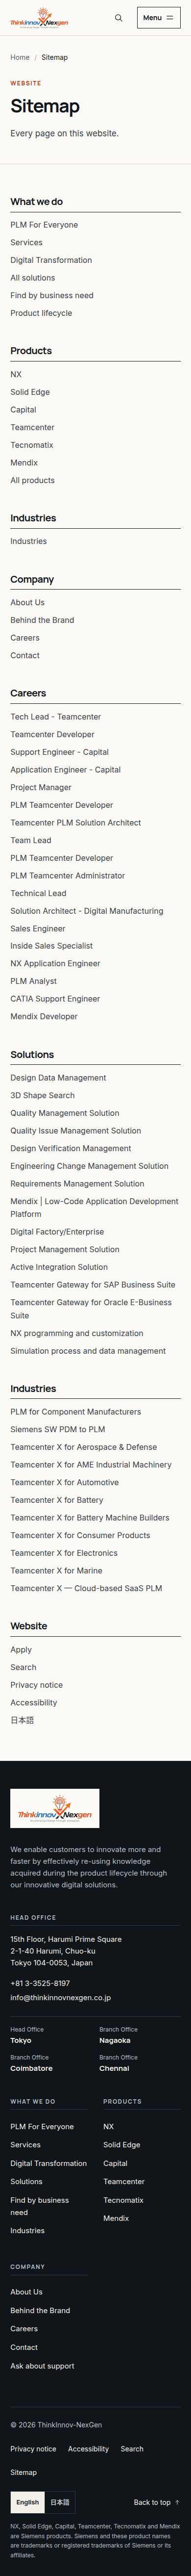 ThinkInnovNexgen
Menu
Home / Sitemap
WEBSITE
Sitemap
Every page on this website.
What we do
PLM For Everyone
Services
Digital Transformation
All solutions
Find by business need
Product lifecycle
Products
NX
Solid Edge
Capital
Teamcenter
Tecnomatix
Mendix
All products
Industries
Industries
Company
About Us
Behind the Brand
Careers
Contact
Careers
Tech Lead - Teamcenter
Teamcenter Developer
Support Engineer - Capital
Application Engineer - Capital
Project Manager
PLM Teamcenter Developer
Teamcenter PLM Solution Architect
Team Lead
PLM Teamcenter Developer
PLM Teamcenter Administrator
Technical Lead
Solution Architect - Digital Manufacturing
Sales Engineer
Inside Sales Specialist
NX Application Engineer
PLM Analyst
CATIA Support Engineer
Mendix Developer
Solutions
Design Data Management
3D Shape Search
Quality Management Solution
Quality Issue Management Solution
Design Verification Management
Engineering Change Management Solution
Requirements Management Solution
Mendix | Low-Code Application Development
Platform
Digital Factory/Enterprise
Project Management Solution
Active Integration Solution
Teamcenter Gateway for SAP Business Suite
Teamcenter Gateway for Oracle E-Business
Suite
NX programming and customization
Simulation process and data management
Industries
PLM for Component Manufacturers
Siemens SW PDM to PLM
Teamcenter X for Aerospace & Defense
Teamcenter X for AME Industrial Machinery
Teamcenter X for Automotive
Teamcenter X for Battery
Teamcenter X for Battery Machine Builders
Teamcenter X for Consumer Products
Teamcenter X for Electronics
Teamcenter X for Marine
Teamcenter X — Cloud-based SaaS PLM
Website
Apply
Search
Privacy notice
Accessibility
日本語
ThinkInnovNexgen
We enable customers to innovate more and
faster by effectively re-using knowledge
acquired during the product lifecycle through
our innovative digital solutions.
HEAD OFFICE
15th Floor, Harumi Prime Square
2-1-40 Harumi, Chuo-ku
Tokyo 104-0053, Japan
+81 3-3525-8197
info@thinkinnovnexgen.co.jp
Head Office
Tokyo
Branch Office
Nagaoka
Branch Office
Coimbatore
Branch Office
Chennai
WHAT WE DO
PLM For Everyone
Services
Digital Transformation
Solutions
Find by business
need
Industries
PRODUCTS
NX
Solid Edge
Capital
Teamcenter
Tecnomatix
Mendix
COMPANY
About Us
Behind the Brand
Careers
Contact
Ask about support
© 2026 ThinkInnov-NexGen
Privacy notice Accessibility Search
Sitemap
English 日本語
Back to top ↑
NX, Solid Edge, Capital, Teamcenter, Tecnomatix and Mendix
are Siemens products. Siemens and these product names
are trademarks or registered trademarks of Siemens or its
affiliates.